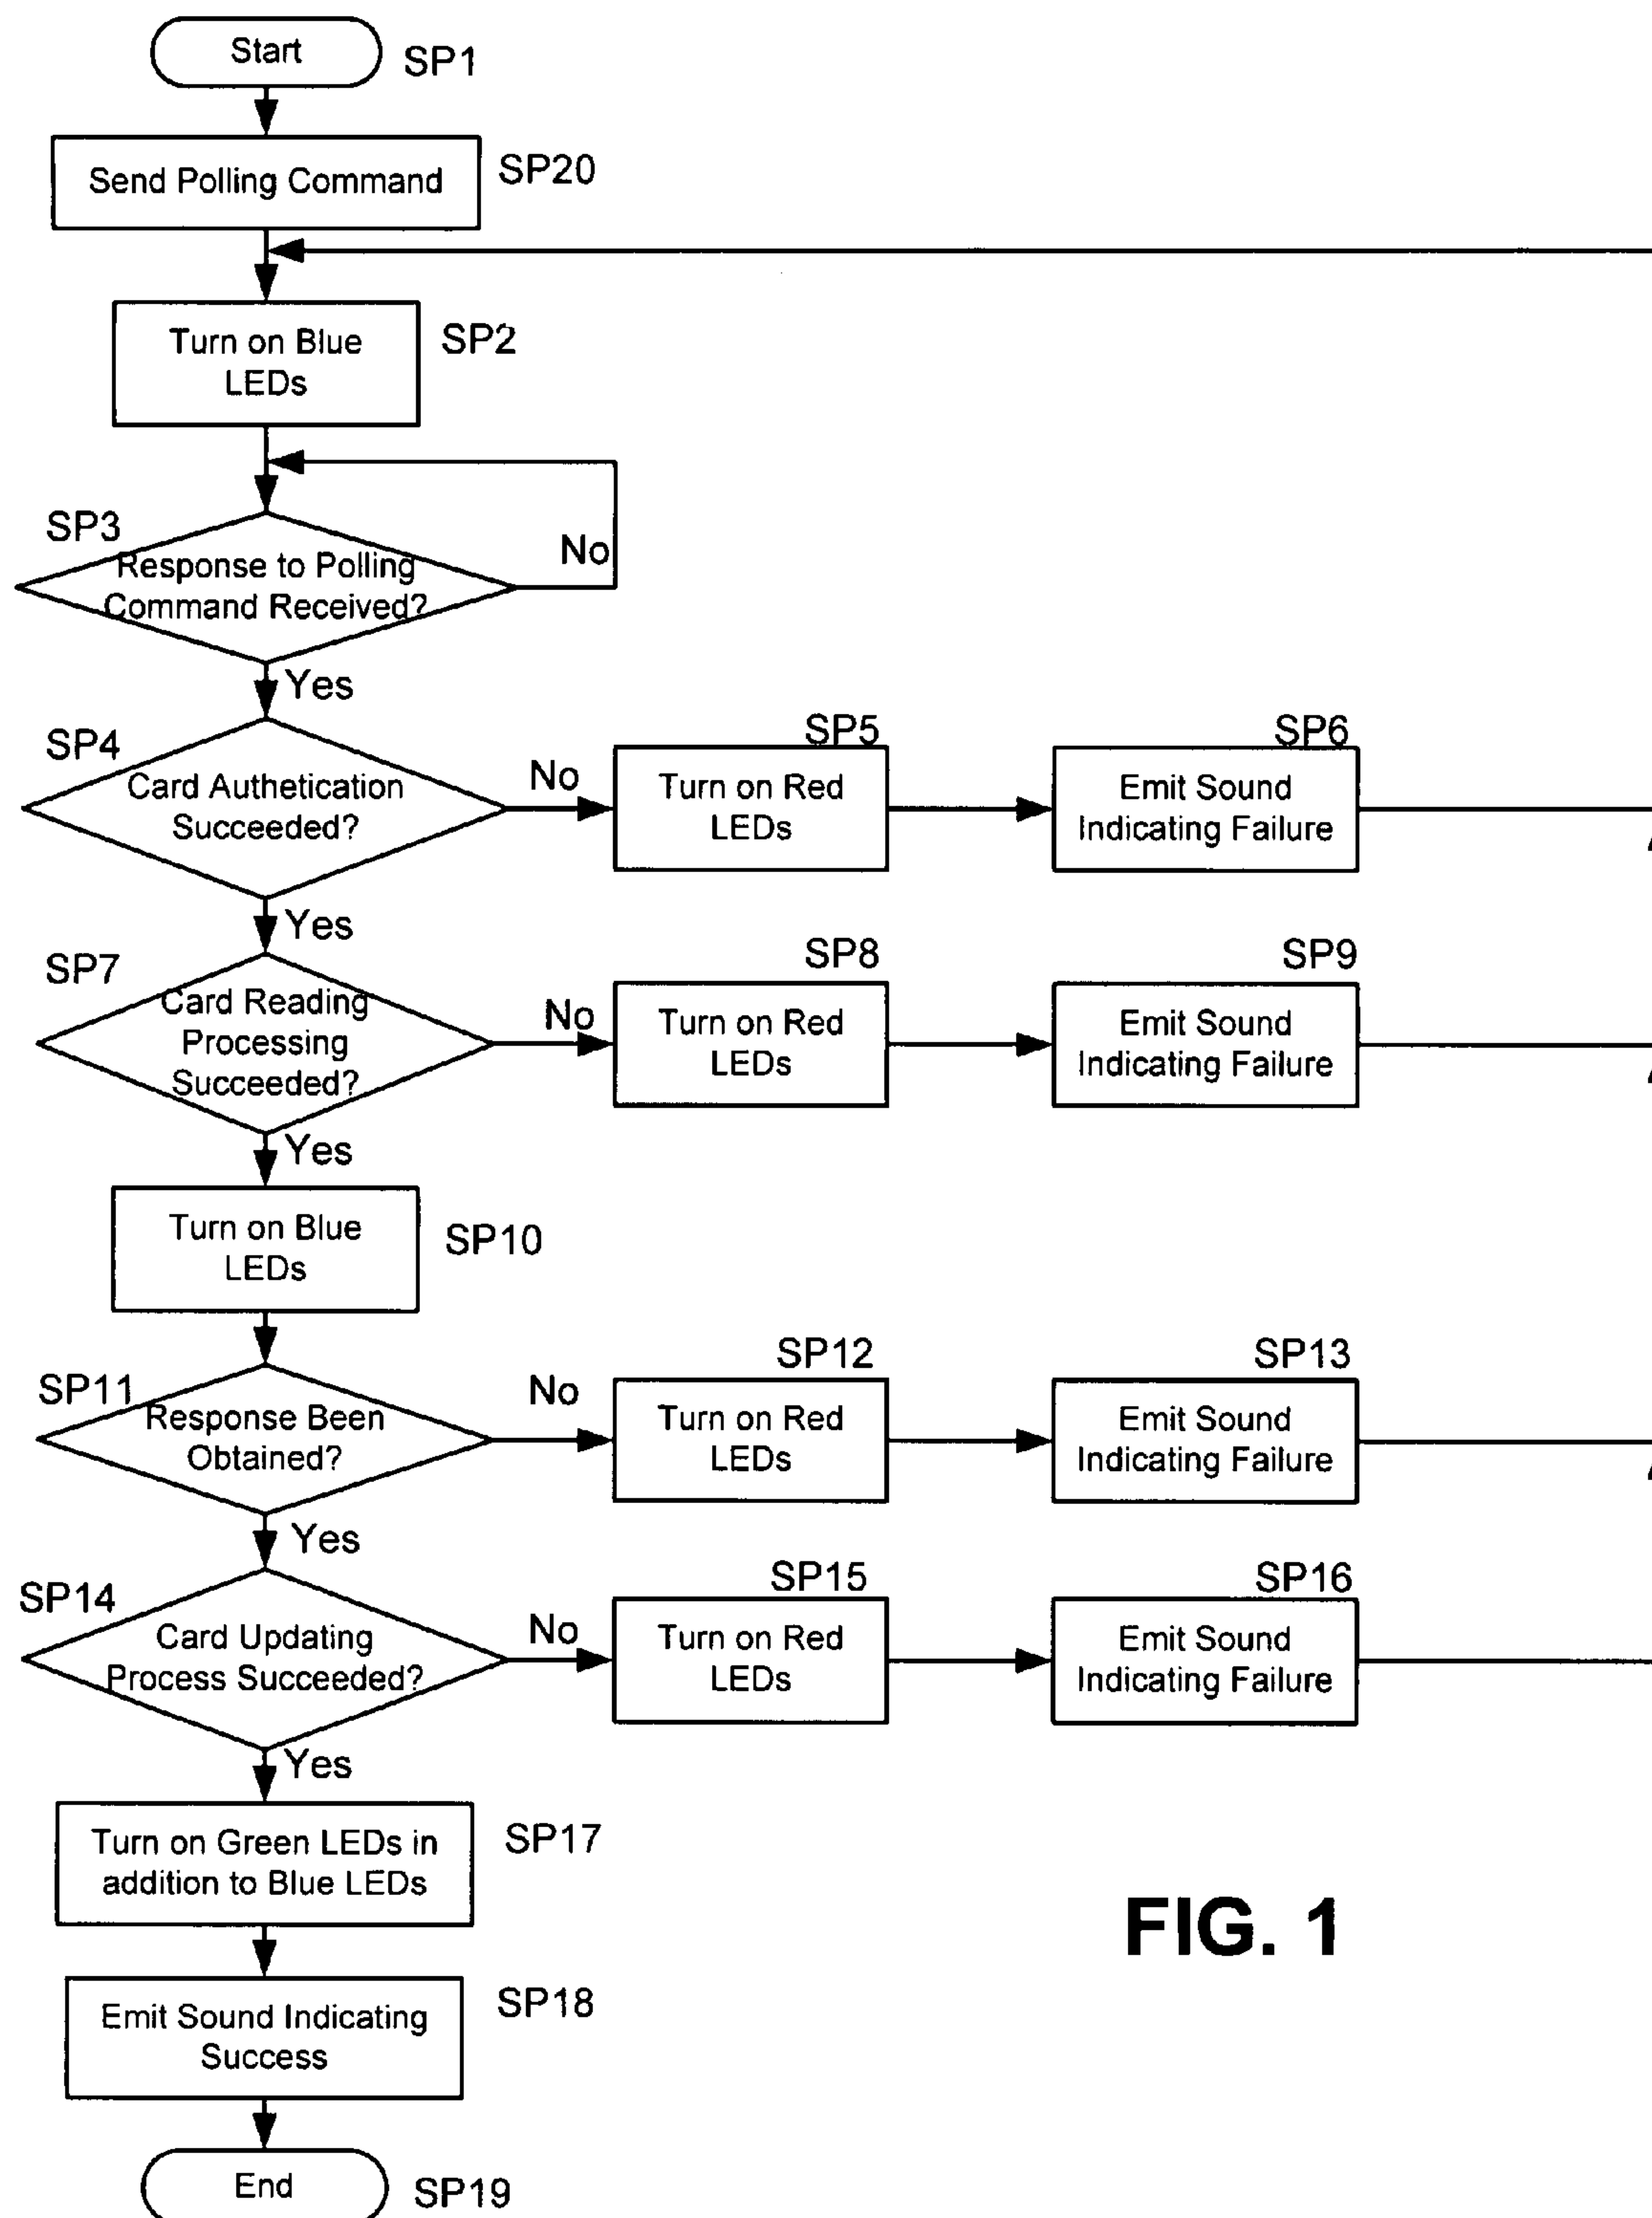 Start
SP1
Send Polling Command
SP20
Turn on Blue
LEDs
SP2
SP3
Response to Polling
Command Received?
No
Yes
SP4
Card Authetication
Succeeded?
No
SP5
Turn on Red
LEDs
SP6
Emit Sound
Indicating Failure
Yes
SP7
Card Reading
Processing
Succeeded?
No
SP8
Turn on Red
LEDs
SP9
Emit Sound
Indicating Failure
Yes
Turn on Blue
LEDs
SP10
SP11
Response Been
Obtained?
No
SP12
Turn on Red
LEDs
SP13
Emit Sound
Indicating Failure
Yes
SP14
Card Updating
Process Succeeded?
No
SP15
Turn on Red
LEDs
SP16
Emit Sound
Indicating Failure
Yes
Turn on Green LEDs in
addition to Blue LEDs
SP17
Emit Sound Indicating
Success
SP18
End
SP19
FIG. 1